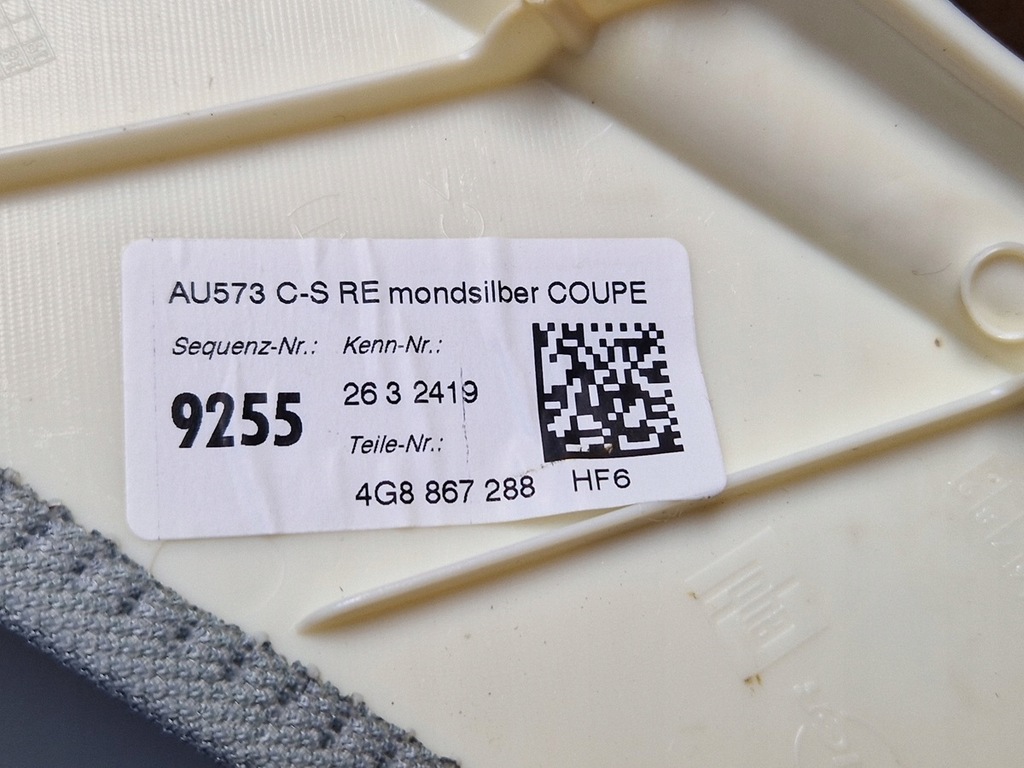 AU573 C-S RE mondsilber COUPE
Sequenz-Nr.: Kenn-Nr.:
9255
26 3 2419
Teile-Nr.:
4G8 867 288 HF6